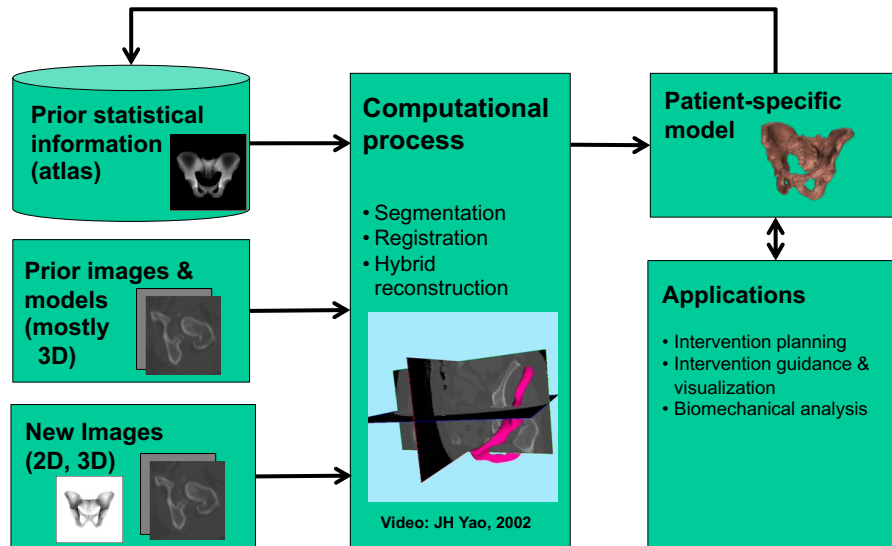 Prior statistical
information
(atlas)
Prior images &
models
(mostly
3D)
New Images
(2D, 3D)
Computational
process
• Segmentation
• Registration
• Hybrid
reconstruction
Video: JH Yao, 2002
Patient-specific
model
Applications
• Intervention planning
• Intervention guidance &
visualization
• Biomechanical analysis